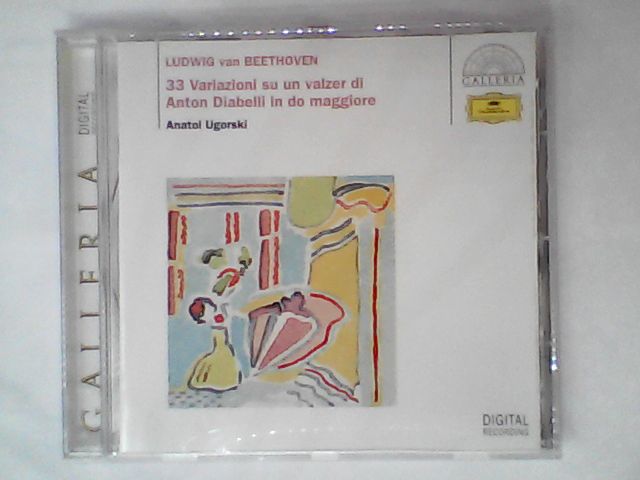 LUDWIG van BEETHOVEN
33 Variazioni su un valzer di
Anton Diabelli in do maggiore
Anatol Ugorski
GALLERIA
DIGITAL
RECORDING
GALLERIA
DIGITAL